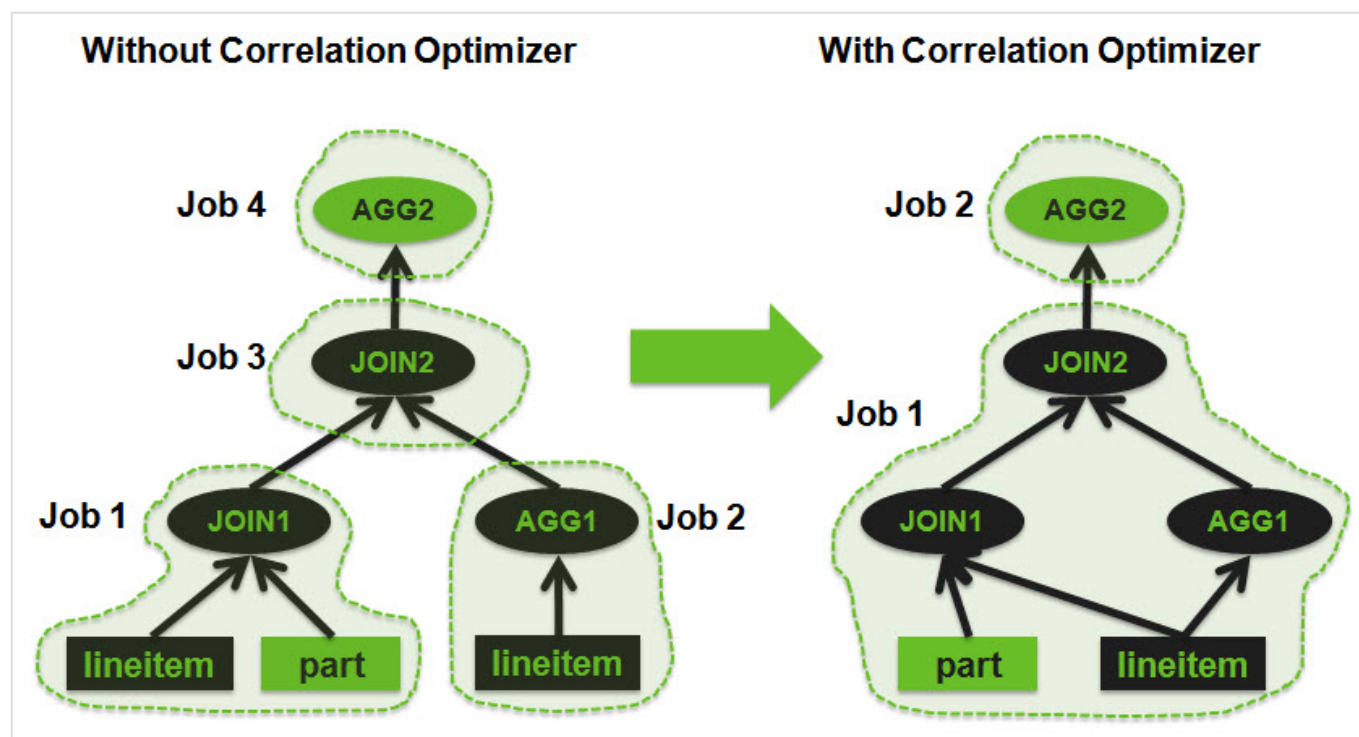 Without Correlation Optimizer
With Correlation Optimizer
Job 4
AGG2
Job 2
AGG2
Job 3
JOIN2
JOIN2
Job 1
Job 1
JOIN1
AGG1
Job 2
JOIN1
AGG1
lineitem
part
lineitem
part
lineitem